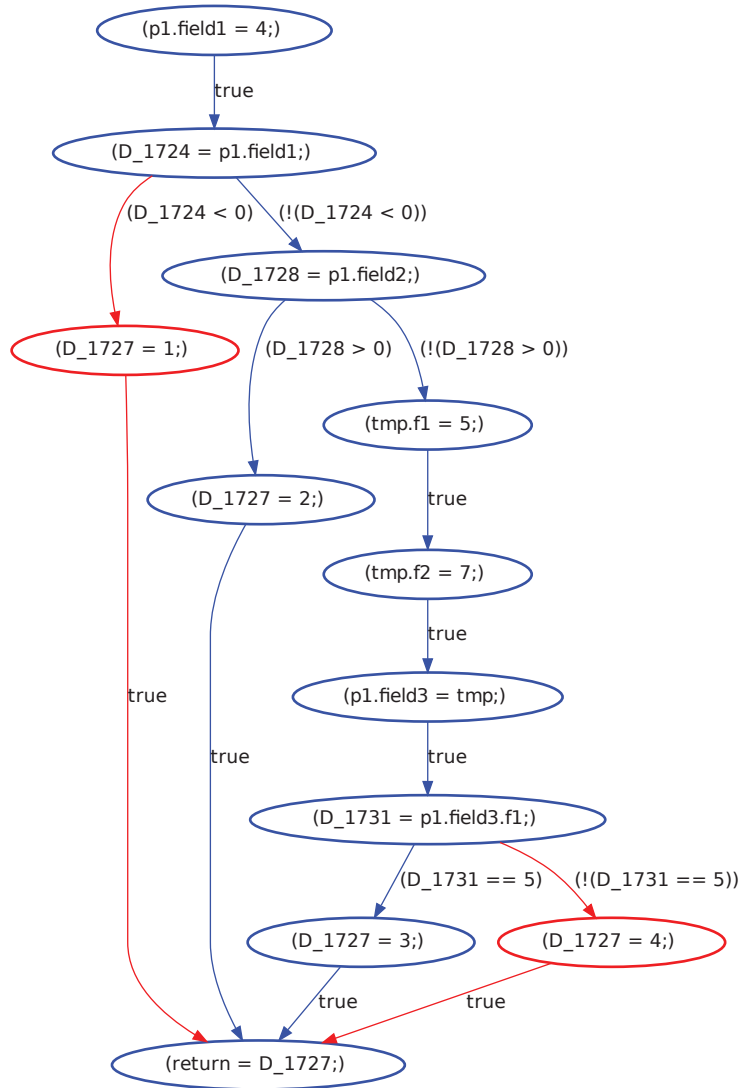 (p1.field1 = 4;)
true
(D_1724 = p1.field1;)
(D_1724 < 0)
(!(D_1724 < 0))
(D_1728 = p1.field2;)
(D_1727 = 1;)
(D_1728 > 0)
(!(D_1728 > 0))
(tmp.f1 = 5;)
(D_1727 = 2;)
true
(tmp.f2 = 7;)
true
(p1.field3 = tmp;)
true
true
true
(D_1731 = p1.field3.f1;)
(D_1731 == 5)
(!(D_1731 == 5))
(D_1727 = 3;)
(D_1727 = 4;)
true
true
(return = D_1727;)